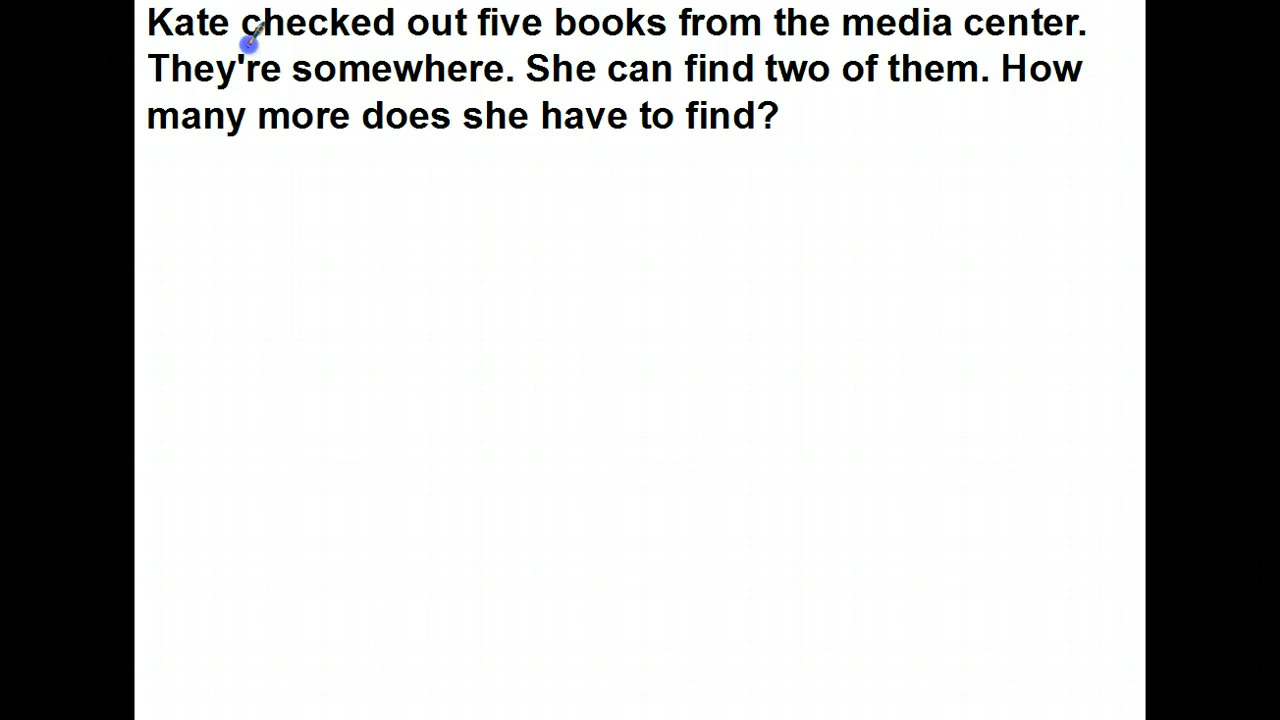 Kate checked out five books from the media center.
They're somewhere. She can find two of them. How
many more does she have to find?